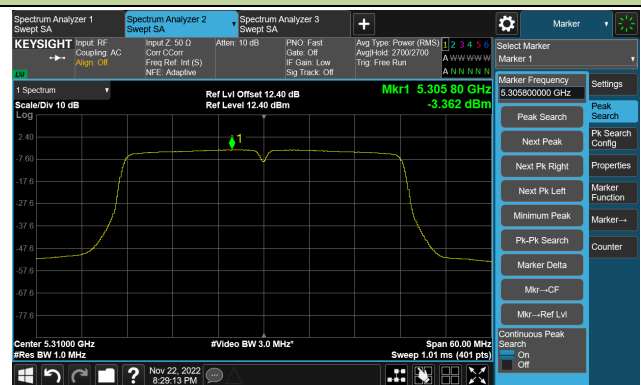 Spectrum Analyzer 1
Swept SA
Spectrum Analyzer 2
Swept SA
Spectrum Analyzer 3
Swept SA
+
Marker
KEYSIGHT
Input: RF
Coupling: AC
Align: Off
Input Z: 50 Ω
Corr CCorr
Freq Ref: Int (S)
NFE: Adaptive
Atten: 10 dB
PNO: Fast
Gate: Off
IF Gain: Low
Sig Track: Off
Avg Type: Power (RMS)
Avg|Hold: 2700/2700
Trig: Free Run
1 2 3 4 5 6
A W W W W W
A N N N N N
LXI
Select Marker
Marker 1
1 Spectrum
Scale/Div 10 dB
Log
Ref Lvl Offset 12.40 dB
Ref Level 12.40 dBm
Mkr1 5.305 80 GHz
-3.362 dBm
1
2.40
-7.60
-17.6
-27.6
-37.6
-47.6
-57.6
-67.6
-77.6
Center 5.31000 GHz
#Res BW 1.0 MHz
#Video BW 3.0 MHz*
Span 60.00 MHz
Sweep 1.01 ms (401 pts)
Marker Frequency
5.305800000 GHz
Peak Search
Next Peak
Next Pk Right
Next Pk Left
Minimum Peak
Pk-Pk Search
Marker Delta
Mkr→CF
Mkr→Ref Lvl
Continuous Peak
Search
On
Off
Settings
Peak
Search
Pk Search
Config
Properties
Marker
Function
Marker→
Counter
?
Nov 22, 2022
8:29:13 PM